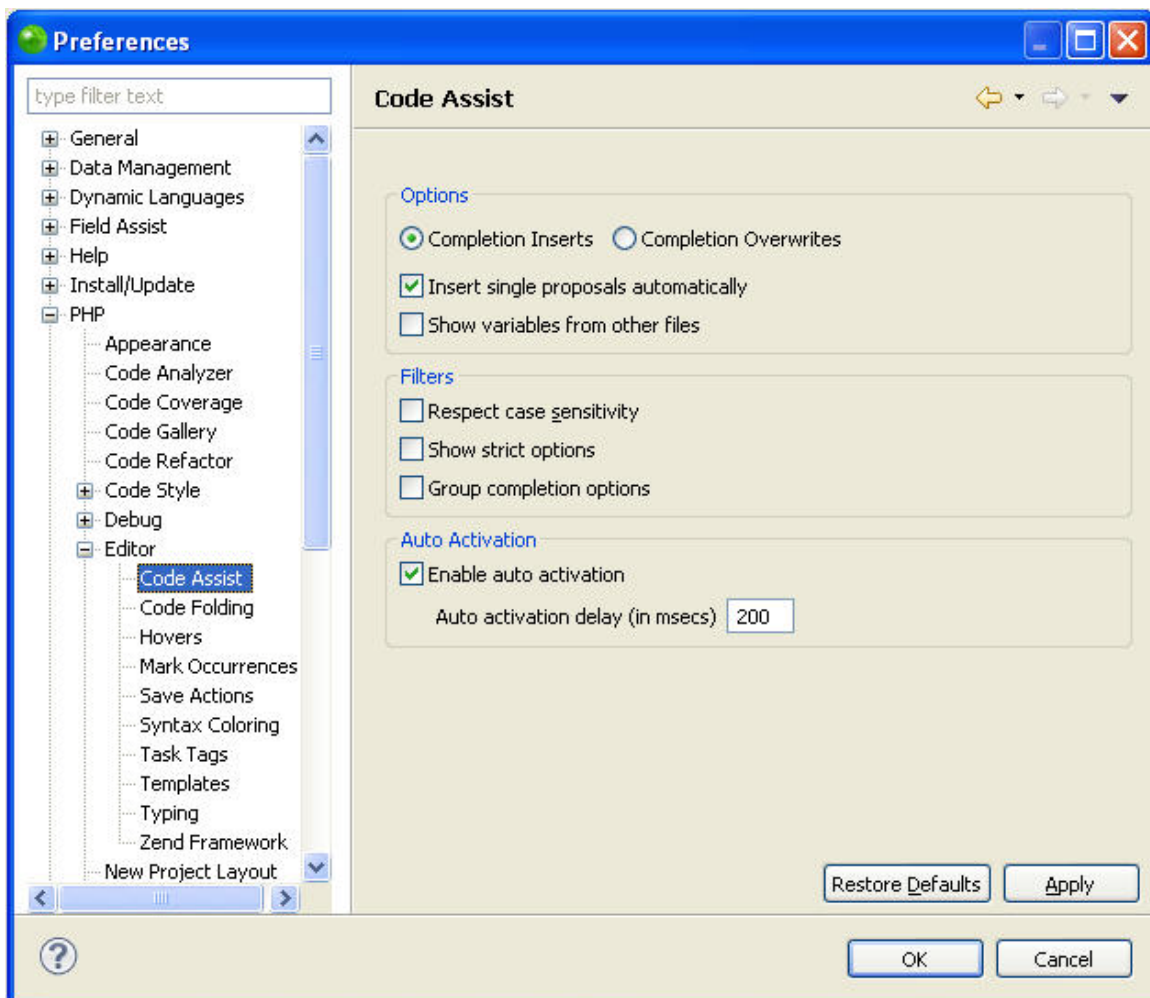 Preferences
type filter text
General
Data Management
Dynamic Languages
Field Assist
Help
Install/Update
PHP
Appearance
Code Analyzer
Code Coverage
Code Gallery
Code Refactor
Code Style
Debug
Editor
Code Assist
Code Folding
Hovers
Mark Occurrences
Save Actions
Syntax Coloring
Task Tags
Templates
Typing
Zend Framework
New Project Layout
Code Assist
Options
Completion Inserts Completion Overwrites
Insert single proposals automatically
Show variables from other files
Filters
Respect case sensitivity
Show strict options
Group completion options
Auto Activation
Enable auto activation
Auto activation delay (in msecs) 200
Restore Defaults Apply
? OK Cancel